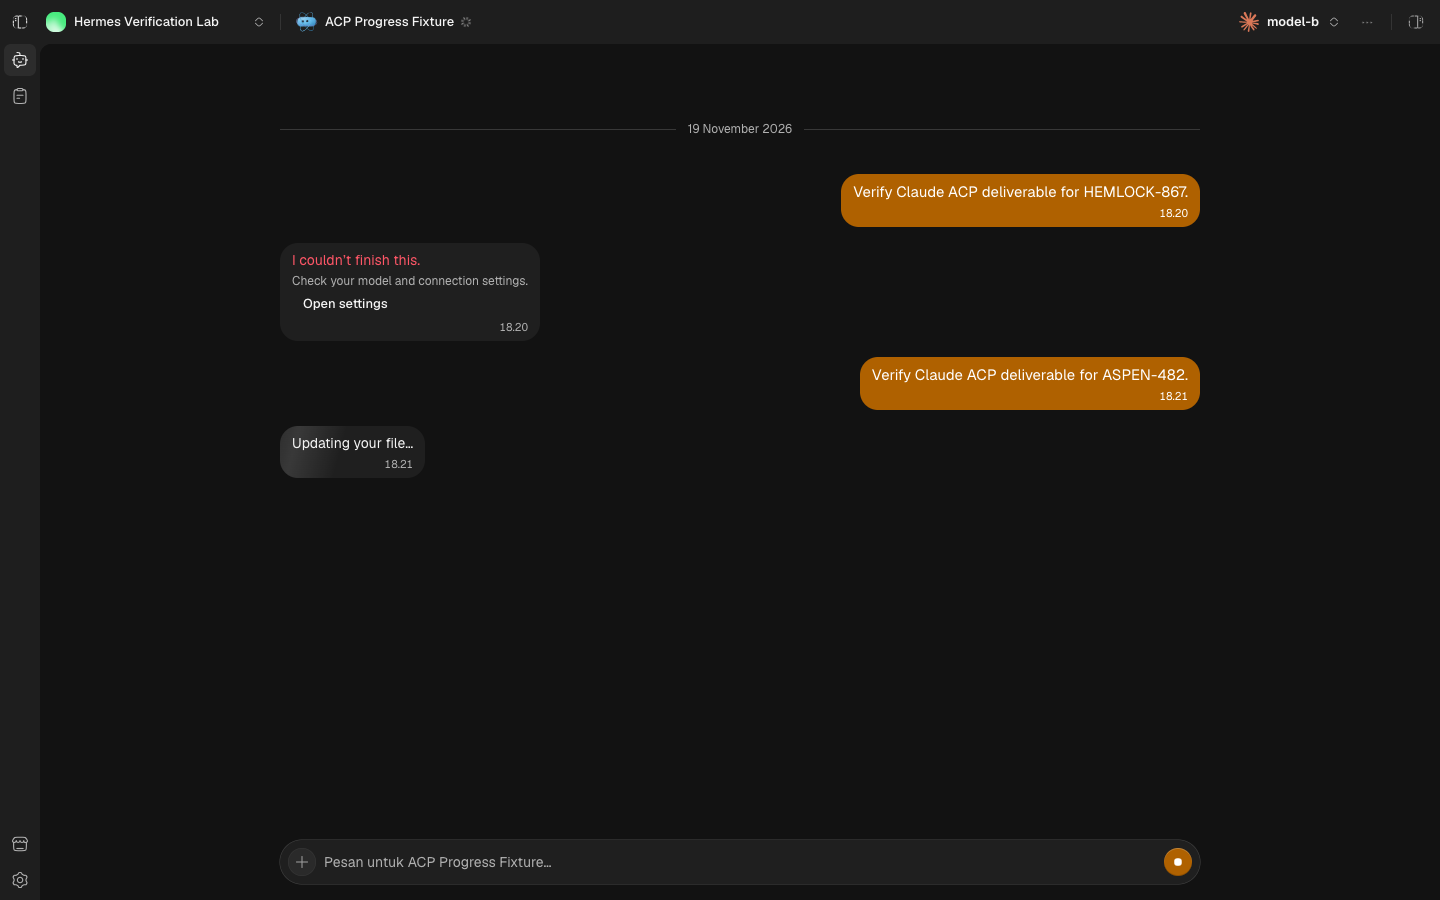 Hermes Verification Lab
ACP Progress Fixture
model-b
19 November 2026
Verify Claude ACP deliverable for HEMLOCK-867.
18.20
I couldn't finish this.
Check your model and connection settings.
Open settings
18.20
Verify Claude ACP deliverable for ASPEN-482.
18.21
Updating your file…
18.21
Pesan untuk ACP Progress Fixture…